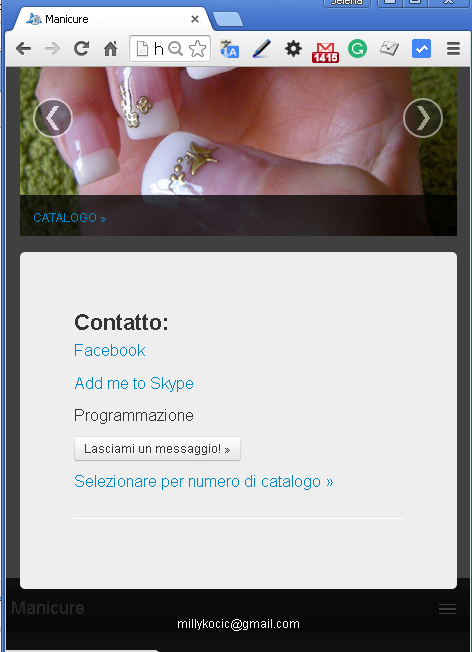 Jelena
Manicure
h
1415
CATALOGO »
Contatto:
Facebook
Add me to Skype
Programmazione
Lasciami un messaggio! »
Selezionare per numero di catalogo »
Manicure
millykocic@gmail.com